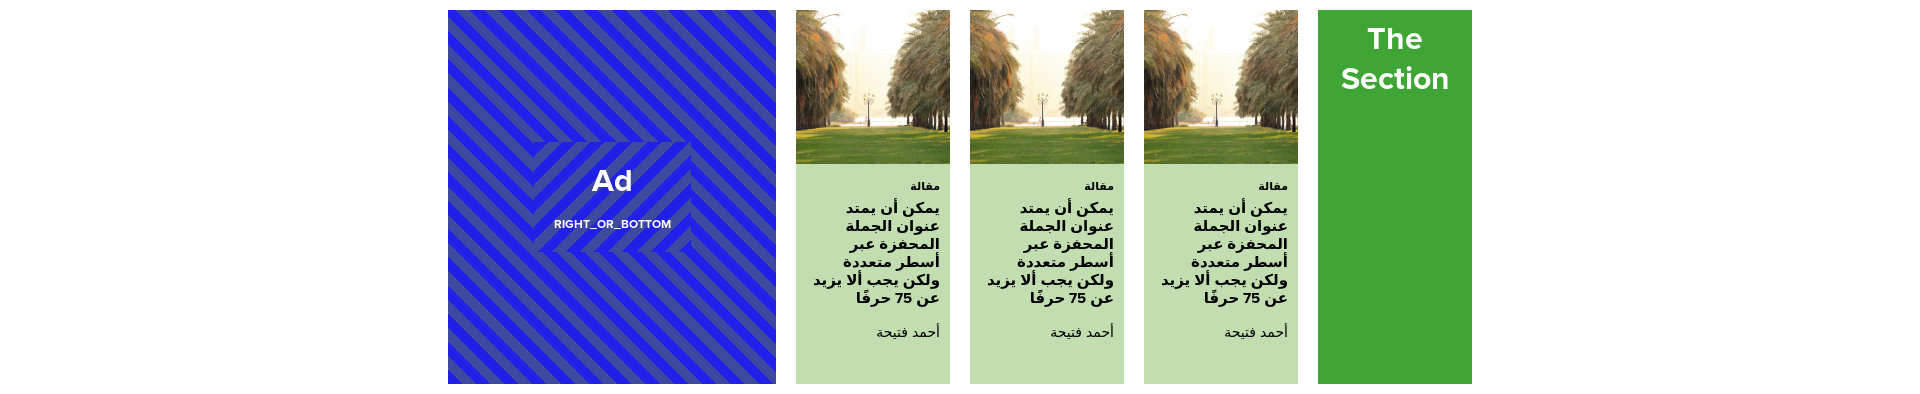 The
Section
مقالة
يمكن أن يمتد
عنوان الجملة
المحفزة عبر
أسطر متعددة
ولكن يجب ألا يزيد
عن 75 حرفًا
أحمد فتيحة
مقالة
يمكن أن يمتد
عنوان الجملة
المحفزة عبر
أسطر متعددة
ولكن يجب ألا يزيد
عن 75 حرفًا
أحمد فتيحة
مقالة
يمكن أن يمتد
عنوان الجملة
المحفزة عبر
أسطر متعددة
ولكن يجب ألا يزيد
عن 75 حرفًا
أحمد فتيحة
Ad
RIGHT_OR_BOTTOM